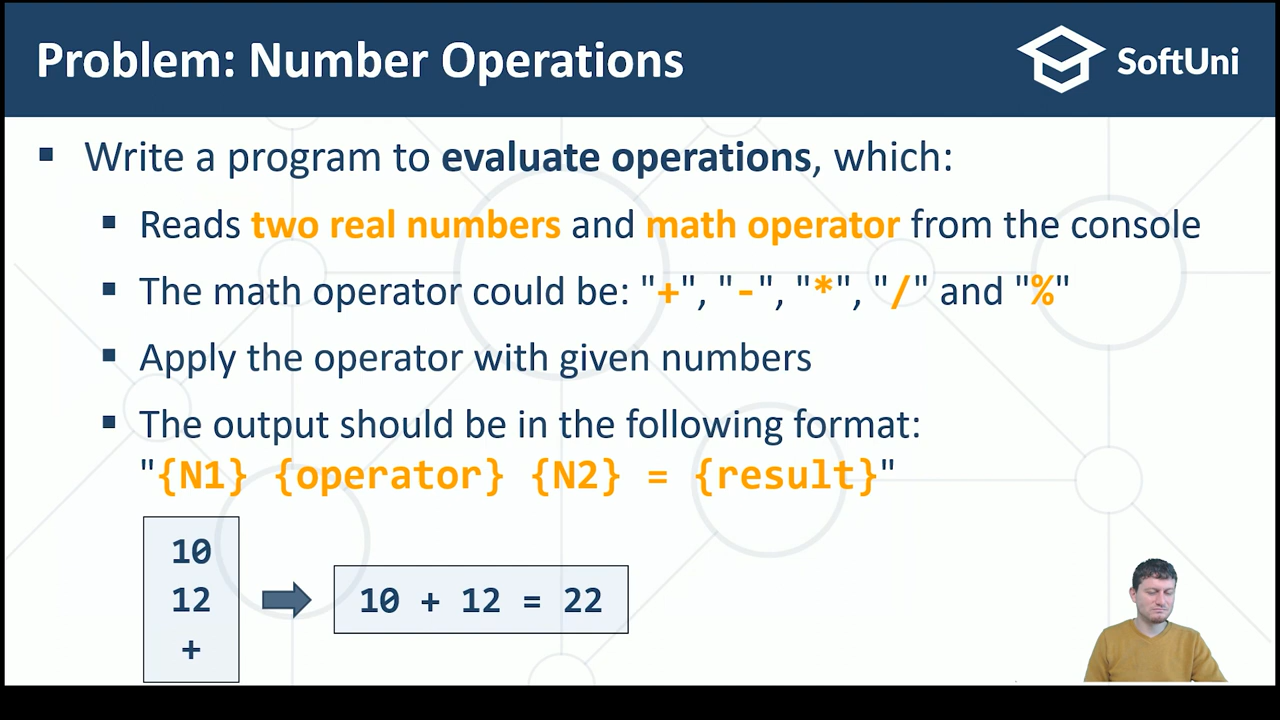 Problem: Number Operations
SoftUni
Write a program to evaluate operations, which:
Reads two real numbers and math operator from the console
The math operator could be: "+", "-", "*", "/" and "%"
Apply the operator with given numbers
The output should be in the following format:
"{N1} {operator} {N2} = {result}"
10
12
+
10 + 12 = 22